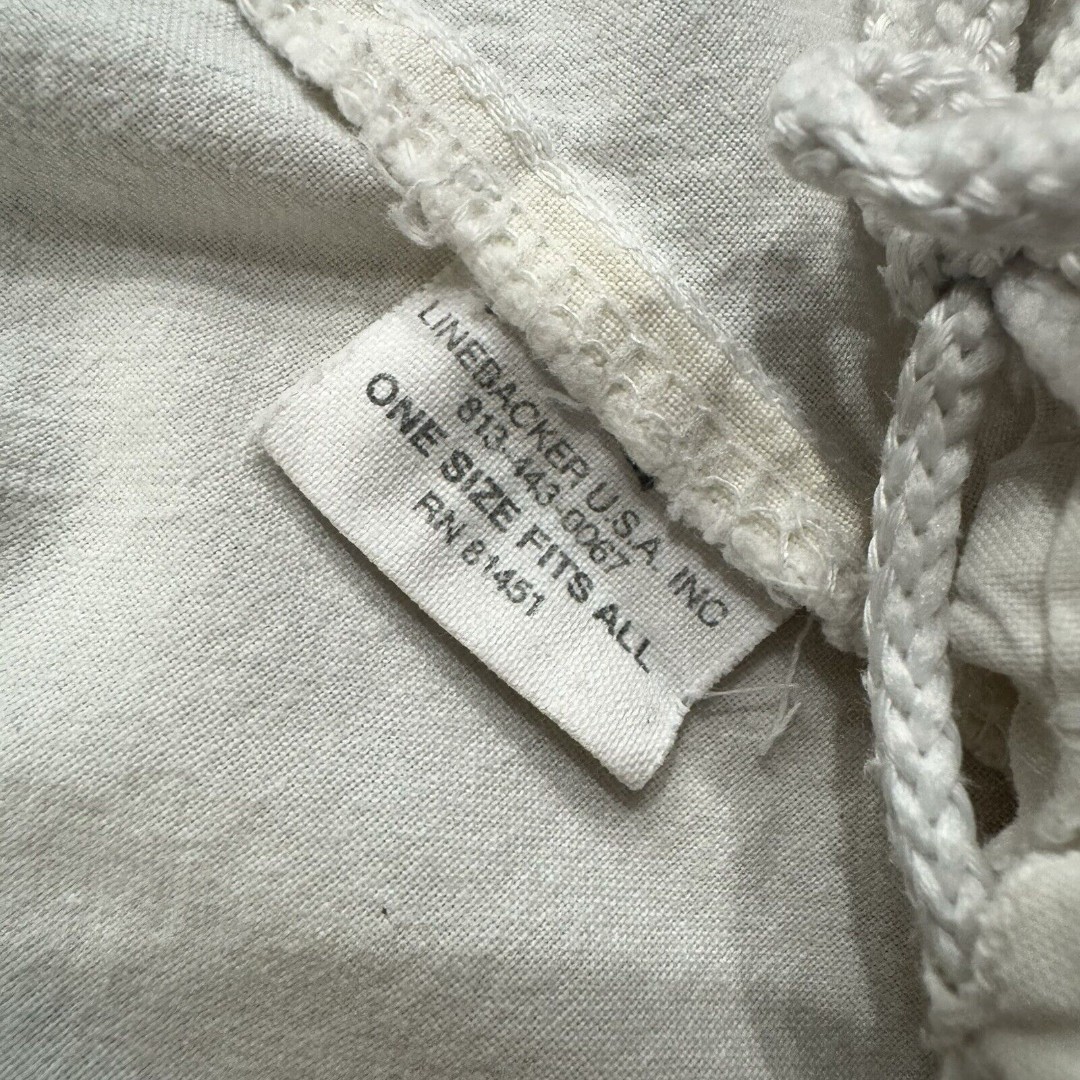 LINEBACKER U.S.A. INC
813-443-0067
ONE SIZE FITS ALL
RN 81451